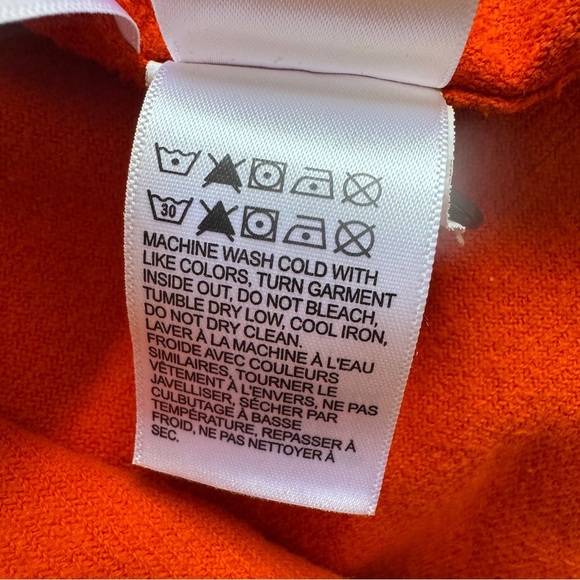 30
MACHINE WASH COLD WITH
LIKE COLORS, TURN GARMENT
INSIDE OUT, DO NOT BLEACH,
TUMBLE DRY LOW, COOL IRON,
DO NOT DRY CLEAN.
LAVER À LA MACHINE À L'EAU
FROIDE AVEC COULEURS
SIMILAIRES, TOURNER LE
VÊTEMENT À L'ENVERS, NE PAS
JAVELLISER, SÉCHER PAR
CULBUTAGE À BASSE
TEMPÉRATURE, REPASSER À
FROID, NE PAS NETTOYER À
SEC.